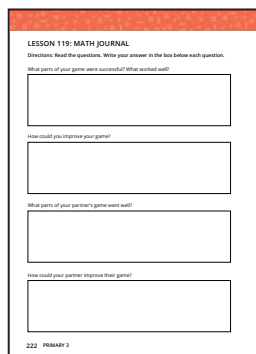 LESSON 119: MATH JOURNAL
Directions: Read the questions. Write your answer in the box below each question.
What parts of your game were successful? What worked well?
How could you improve your game?
What parts of your partner's game went well?
How could your partner improve their game?
222 PRIMARY 3